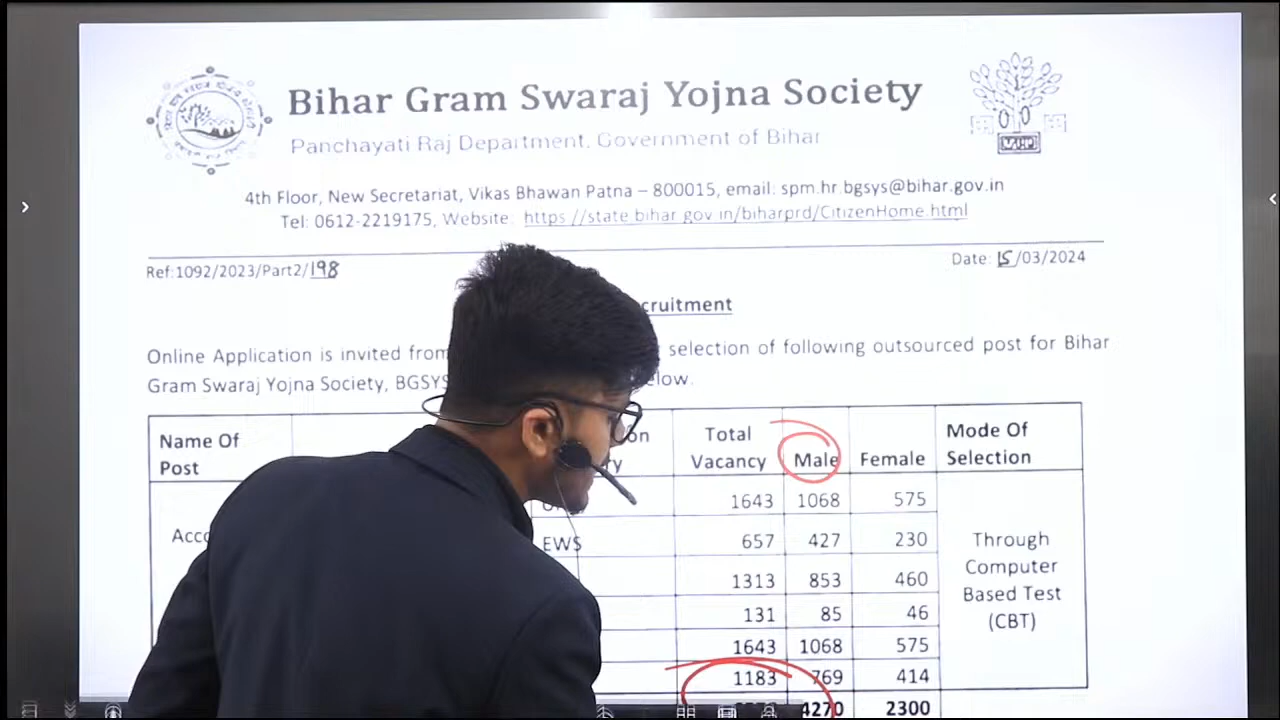 Bihar Gram Swaraj Yojna Society
Panchayati Raj Department, Government of Bihar
4th Floor, New Secretariat, Vikas Bhawan Patna – 800015, email: spm.hr.bgsys@bihar.gov.in
Tel: 0612-2219175, Website: https://state.bihar.gov.in/biharprd/CitizenHome.html
Ref:1092/2023/Part2/198 Date: 15/03/2024
cruitment
Online Application is invited from selection of following outsourced post for Bihar
Gram Swaraj Yojna Society, BGSYS
Name Of Post Total Vacancy Male Female Mode Of Selection
1643 1068 575
EWS 657 427 230 Through Computer Based Test (CBT)
1313 853 460
131 85 46
1643 1068 575
1183 769 414
4270 2300